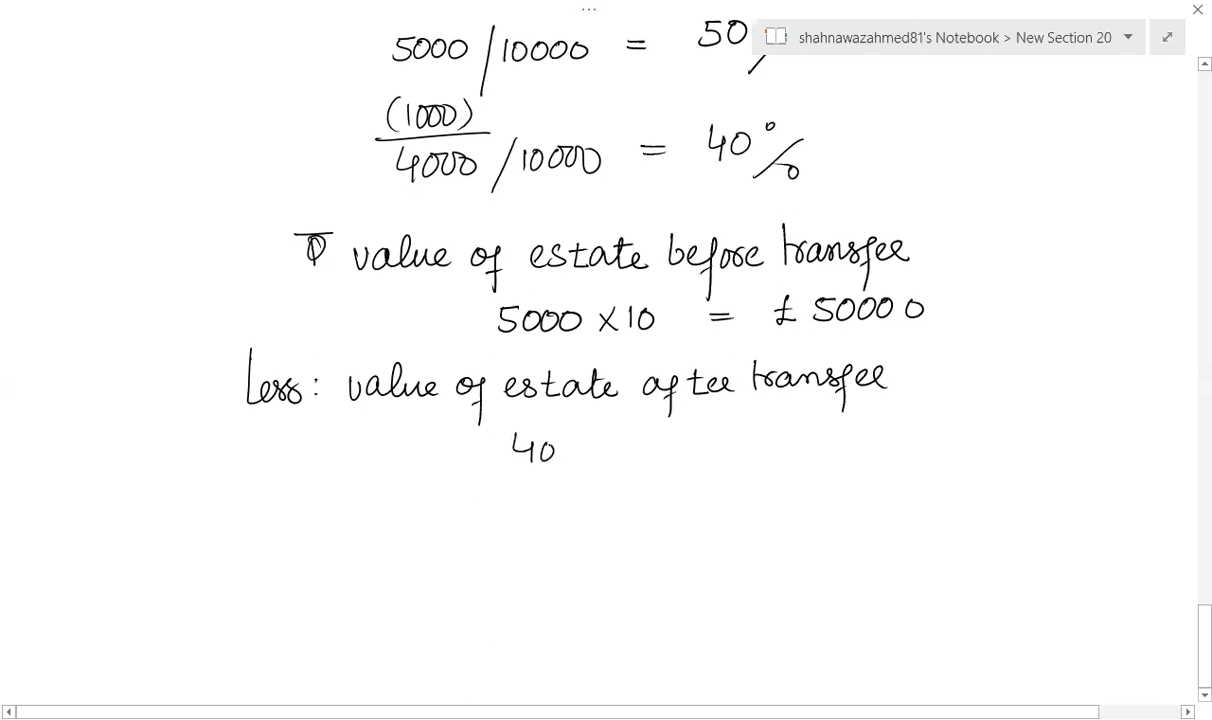 ...
5000 / 10000 = 50
shahnawazahmed81's Notebook > New Section 20
(1000)
4000 / 10000 = 40%
value of estate before transfer
5000 x 10 = £ 50000
Less: value of estate after transfer
40